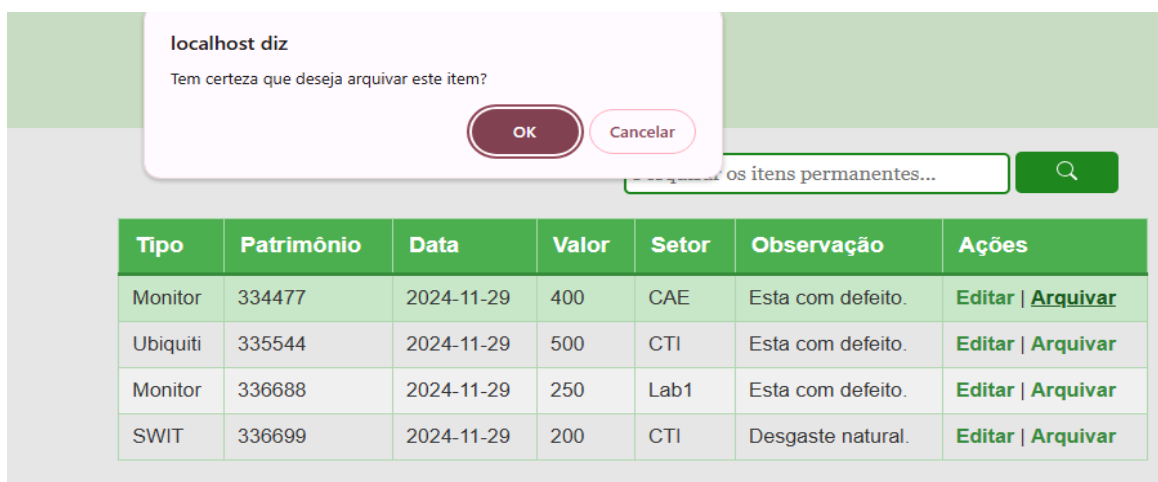 localhost diz
Tem certeza que deseja arquivar este item?
OK Cancelar
os itens permanentes...
Tipo Patrimônio Data Valor Setor Observação Ações
Monitor 334477 2024-11-29 400 CAE Esta com defeito. Editar | Arquivar
Ubiquiti 335544 2024-11-29 500 CTI Esta com defeito. Editar | Arquivar
Monitor 336688 2024-11-29 250 Lab1 Esta com defeito. Editar | Arquivar
SWIT 336699 2024-11-29 200 CTI Desgaste natural. Editar | Arquivar